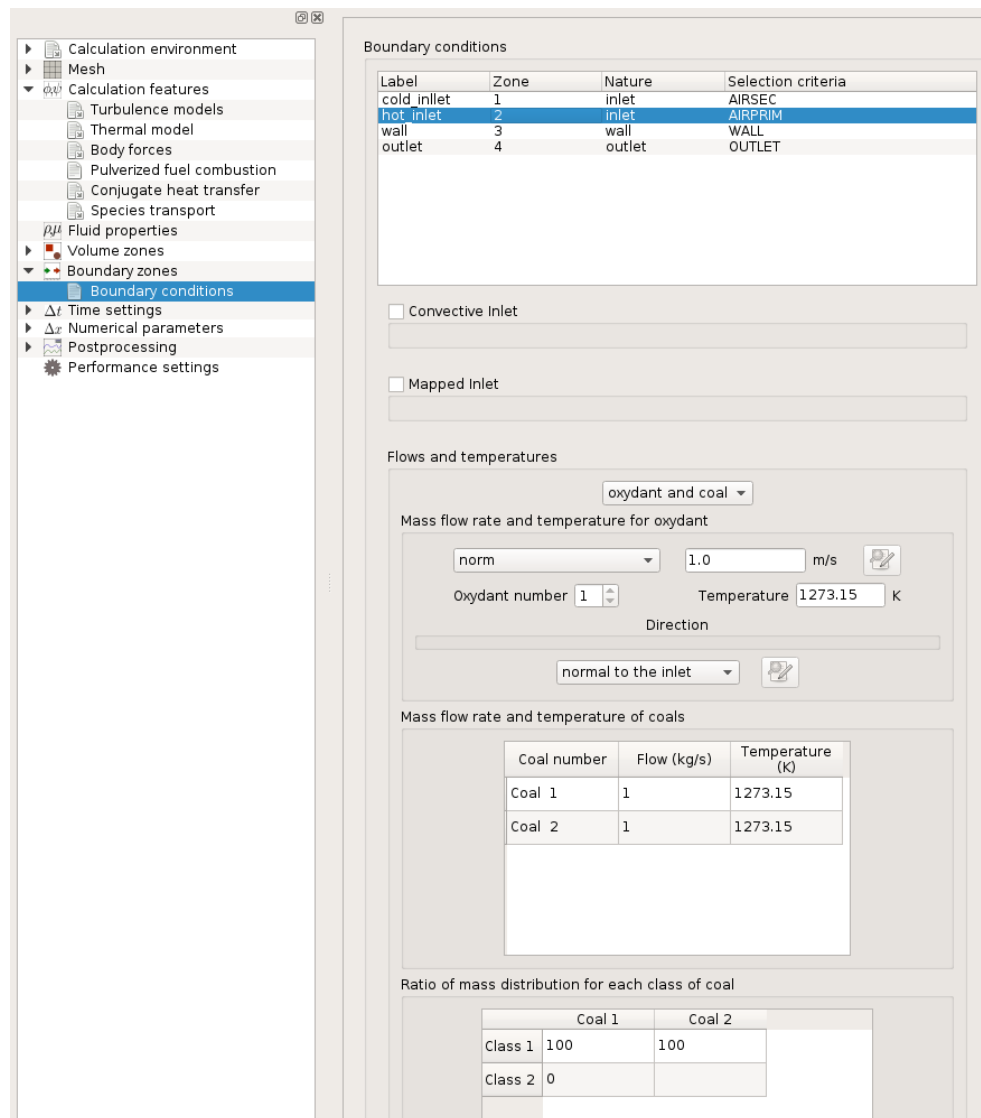 Calculation environment
Mesh
Calculation features
Turbulence models
Thermal model
Body forces
Pulverized fuel combustion
Conjugate heat transfer
Species transport
Fluid properties
Volume zones
Boundary zones
Boundary conditions
Δt Time settings
Δx Numerical parameters
Postprocessing
Performance settings
Boundary conditions
Label Zone Nature Selection criteria
cold_inllet 1 inlet AIRSEC
hot_inlet 2 inlet AIRPRIM
wall 3 wall WALL
outlet 4 outlet OUTLET
Convective Inlet
Mapped Inlet
Flows and temperatures
oxydant and coal
Mass flow rate and temperature for oxydant
norm 1.0 m/s
Oxydant number 1 Temperature 1273.15 K
Direction
normal to the inlet
Mass flow rate and temperature of coals
Coal number Flow (kg/s) Temperature
(K)
Coal 1 1 1273.15
Coal 2 1 1273.15
Ratio of mass distribution for each class of coal
Coal 1 Coal 2
Class 1 100 100
Class 2 0